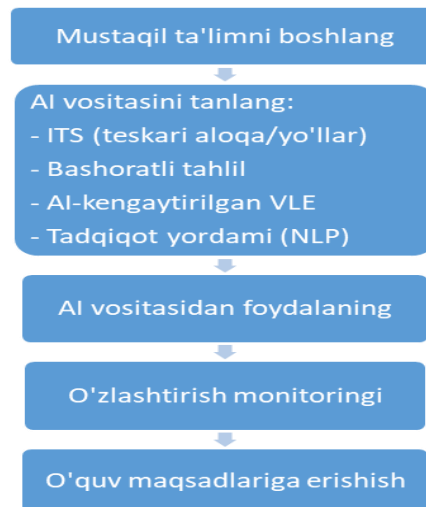 Mustaqil ta'limni boshlang
AI vositasini tanlang:
- ITS (teskari aloqa/yo'llar)
- Bashoratli tahlil
- AI-kengaytirilgan VLE
- Tadqiqot yordami (NLP)
AI vositasidan foydalaning
O'zlashtirish monitoringi
O'quv maqsadlariga erishish